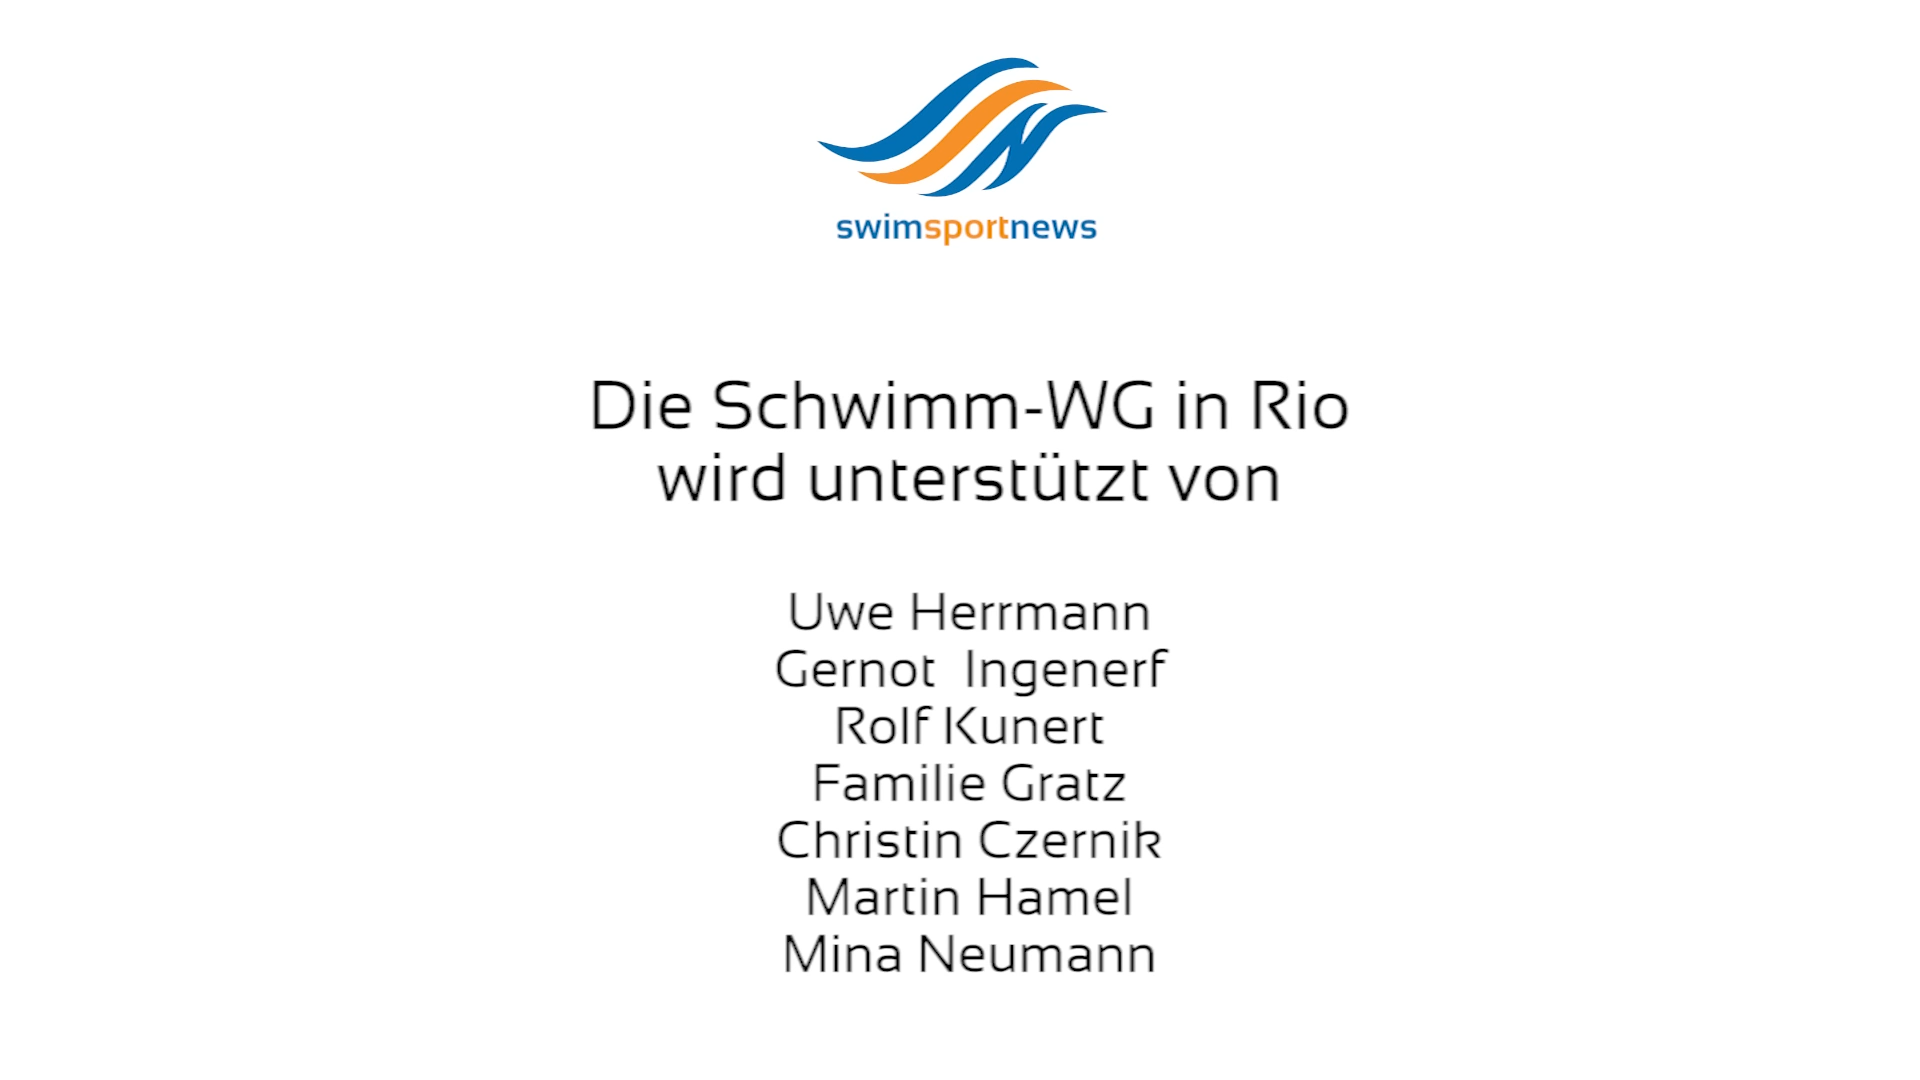 swimsportnews
Die Schwimm-WG in Rio
wird unterstützt von
Uwe Herrmann
Gernot  Ingenerf
Rolf Kunert
Familie Gratz
Christin Czernik
Martin Hamel
Mina Neumann